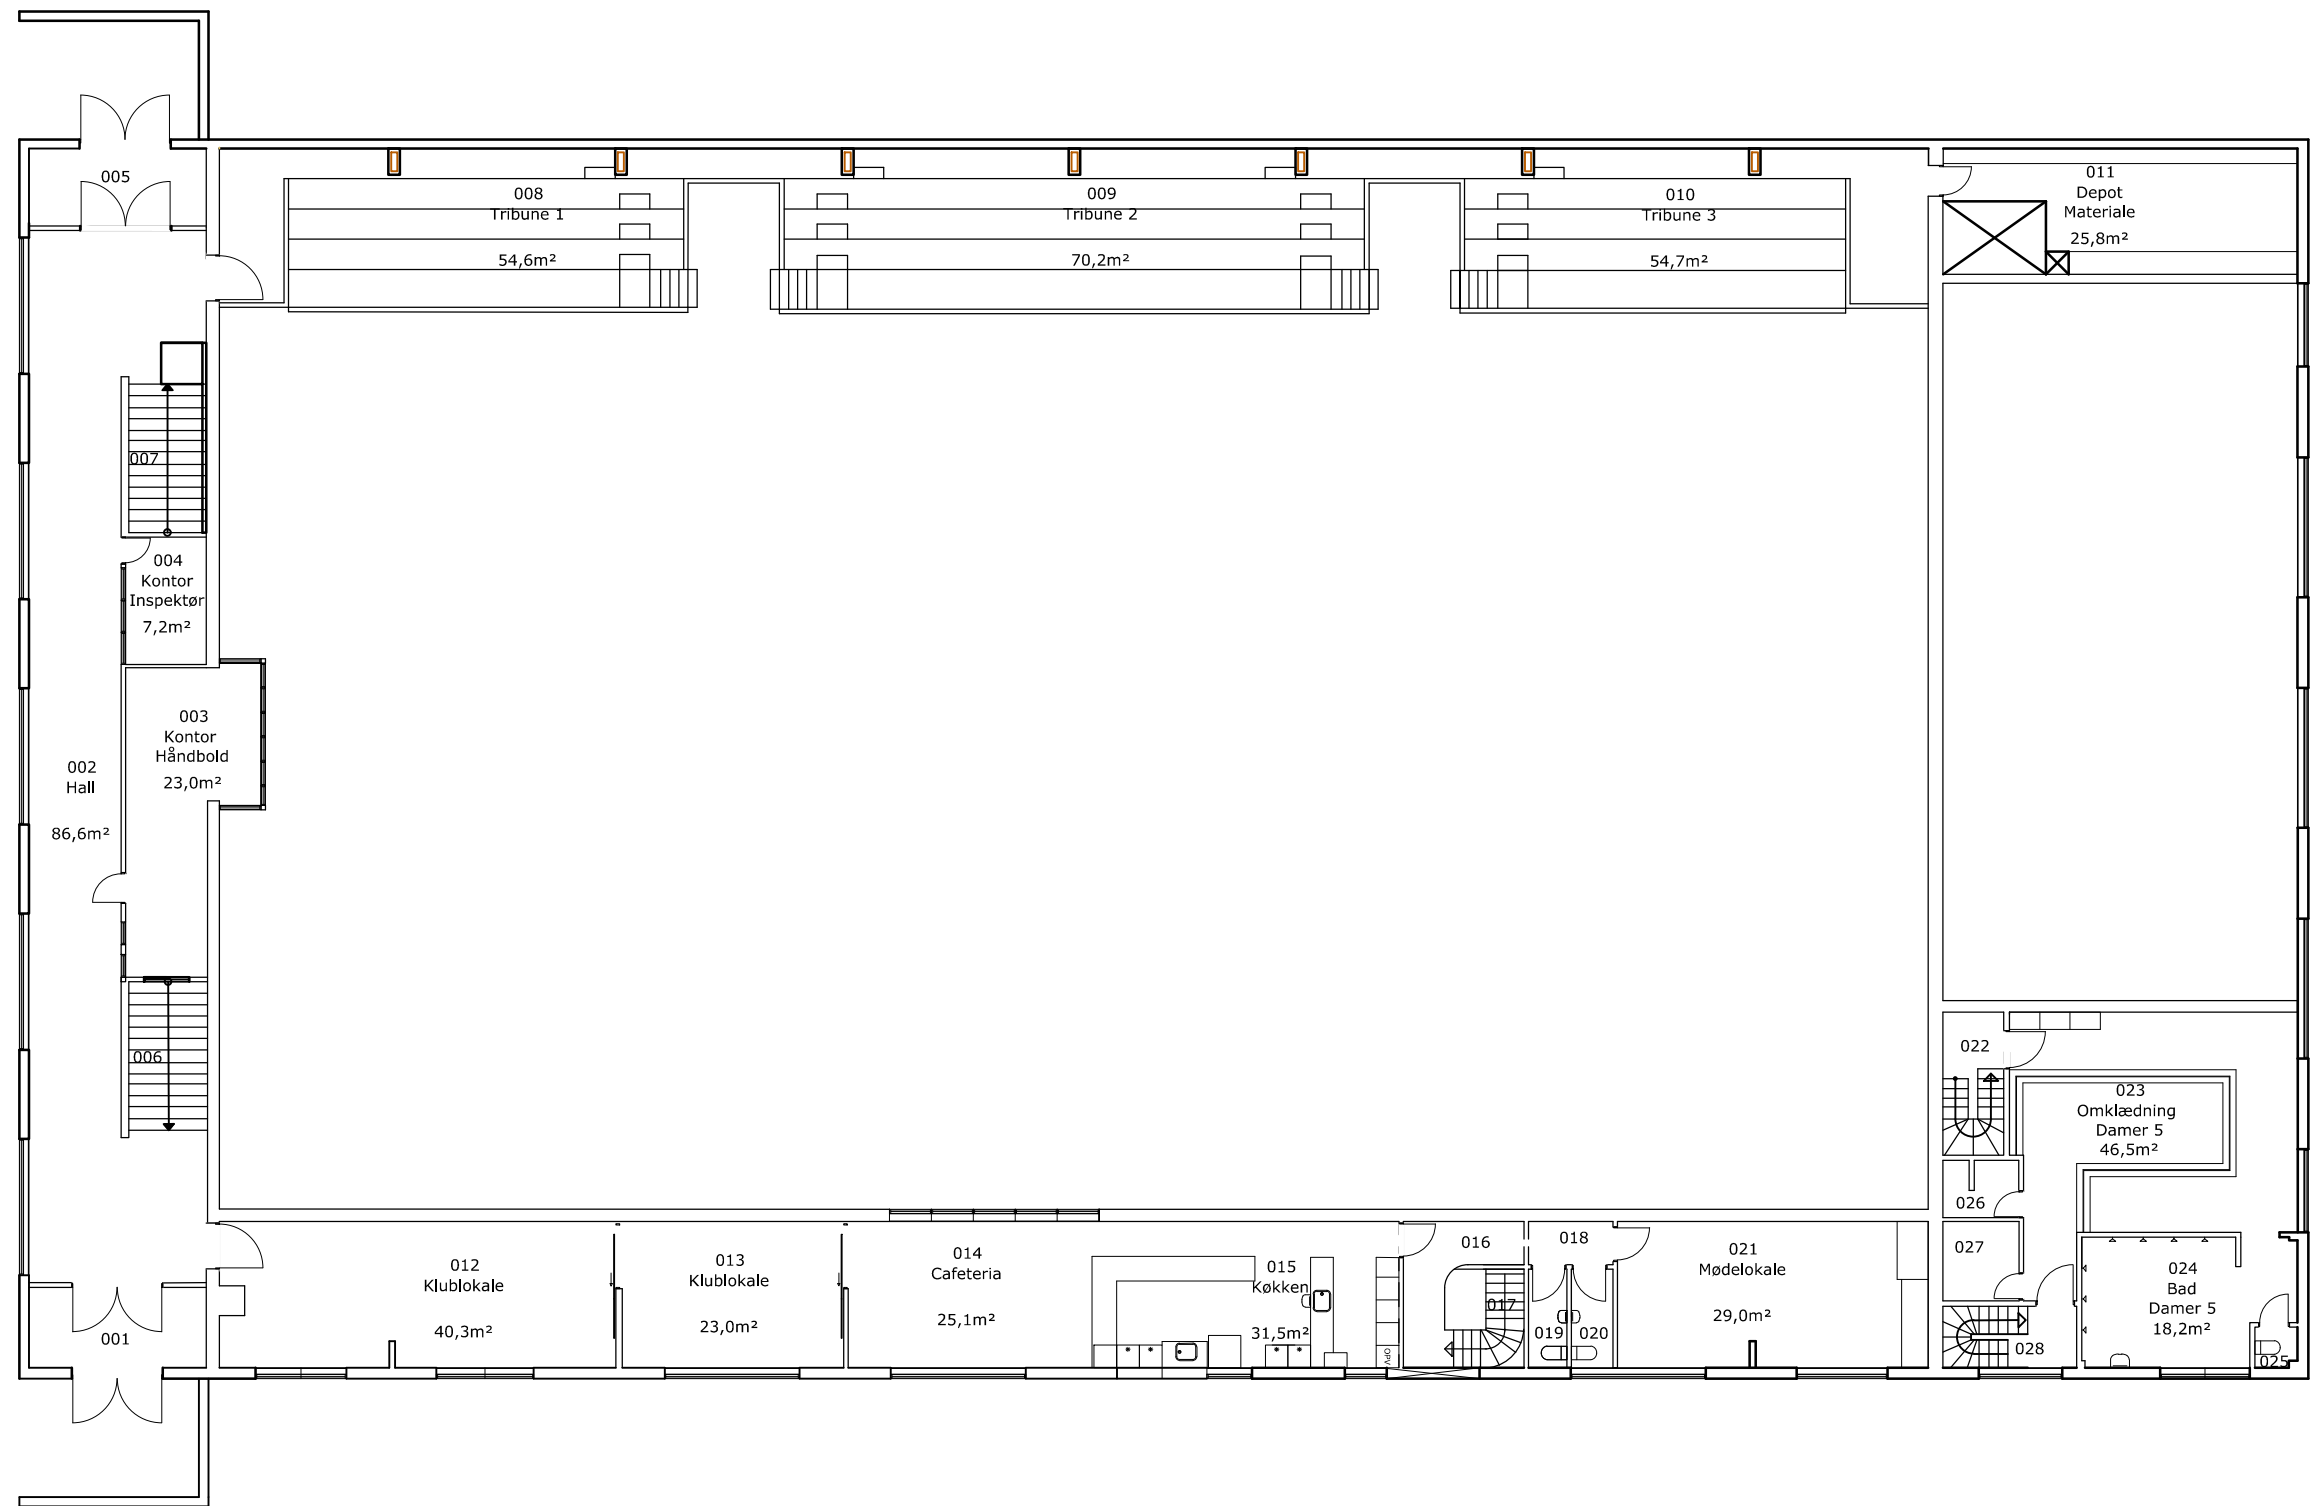 005
008
Tribune 1
54,6m²
009
Tribune 2
70,2m²
010
Tribune 3
54,7m²
011
Depot
Materiale
25,8m²
007
004
Kontor
Inspektør
7,2m²
003
Kontor
Håndbold
23,0m²
002
Hall
86,6m²
006
022
023
Omklædning
Damer 5
46,5m²
026
027
024
Bad
Damer 5
18,2m²
028
025
001
012
Klublokale
40,3m²
013
Klublokale
23,0m²
014
Cafeteria
25,1m²
015
Køkken
31,5m²
OPV
016
017
018
019
020
021
Mødelokale
29,0m²